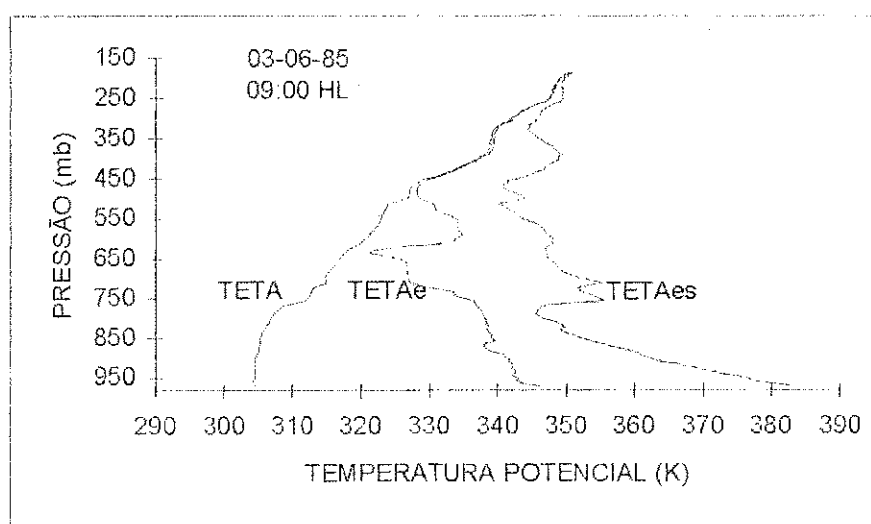 03-06-85
09:00 HL
PRESSÃO (mb)
150
250
350
450
550
650
750
850
950
TETA
TETAe
TETAes
290 300 310 320 330 340 350 360 370 380 390
TEMPERATURA POTENCIAL (K)